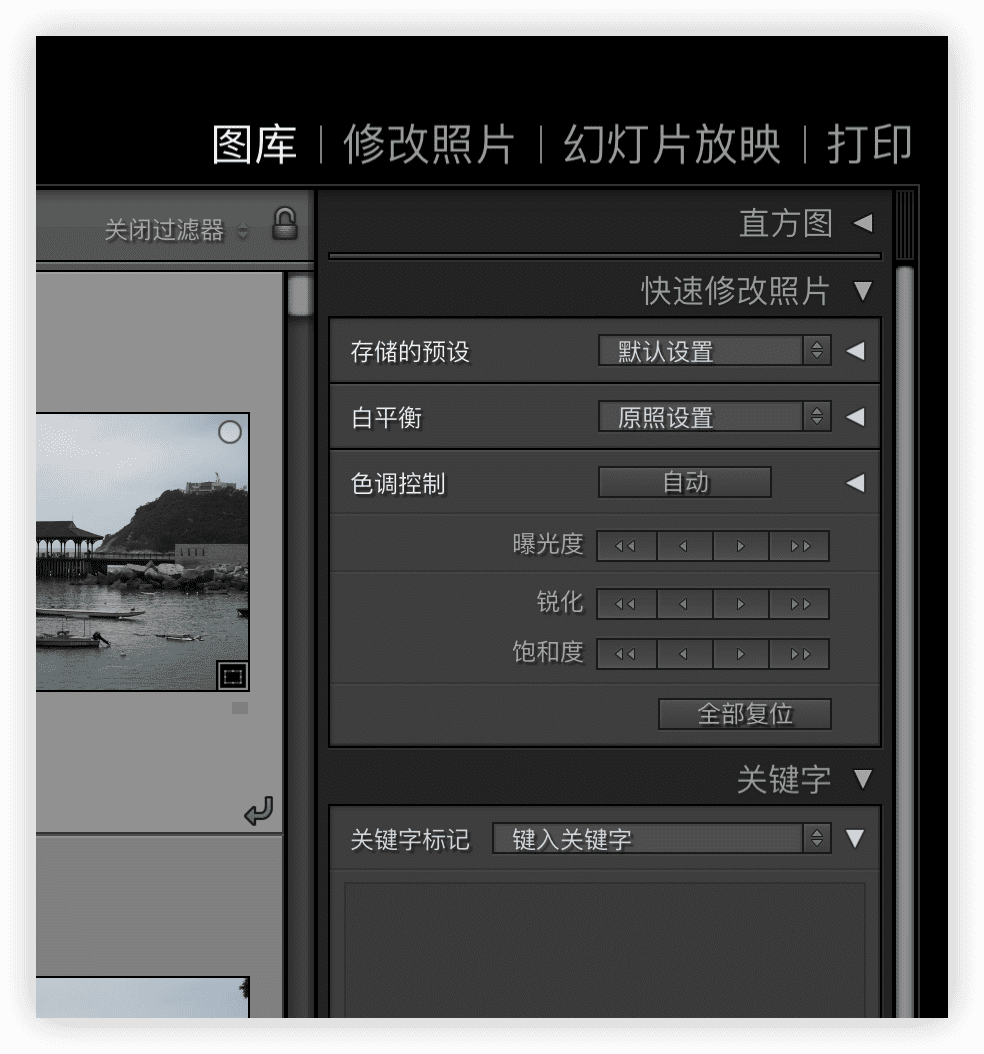 图库 | 修改照片 | 幻灯片放映 | 打印
关闭过滤器
直方图
快速修改照片
存储的预设 默认设置
白平衡 原照设置
色调控制 自动
曝光度
锐化
饱和度
全部复位
关键字
关键字标记 键入关键字